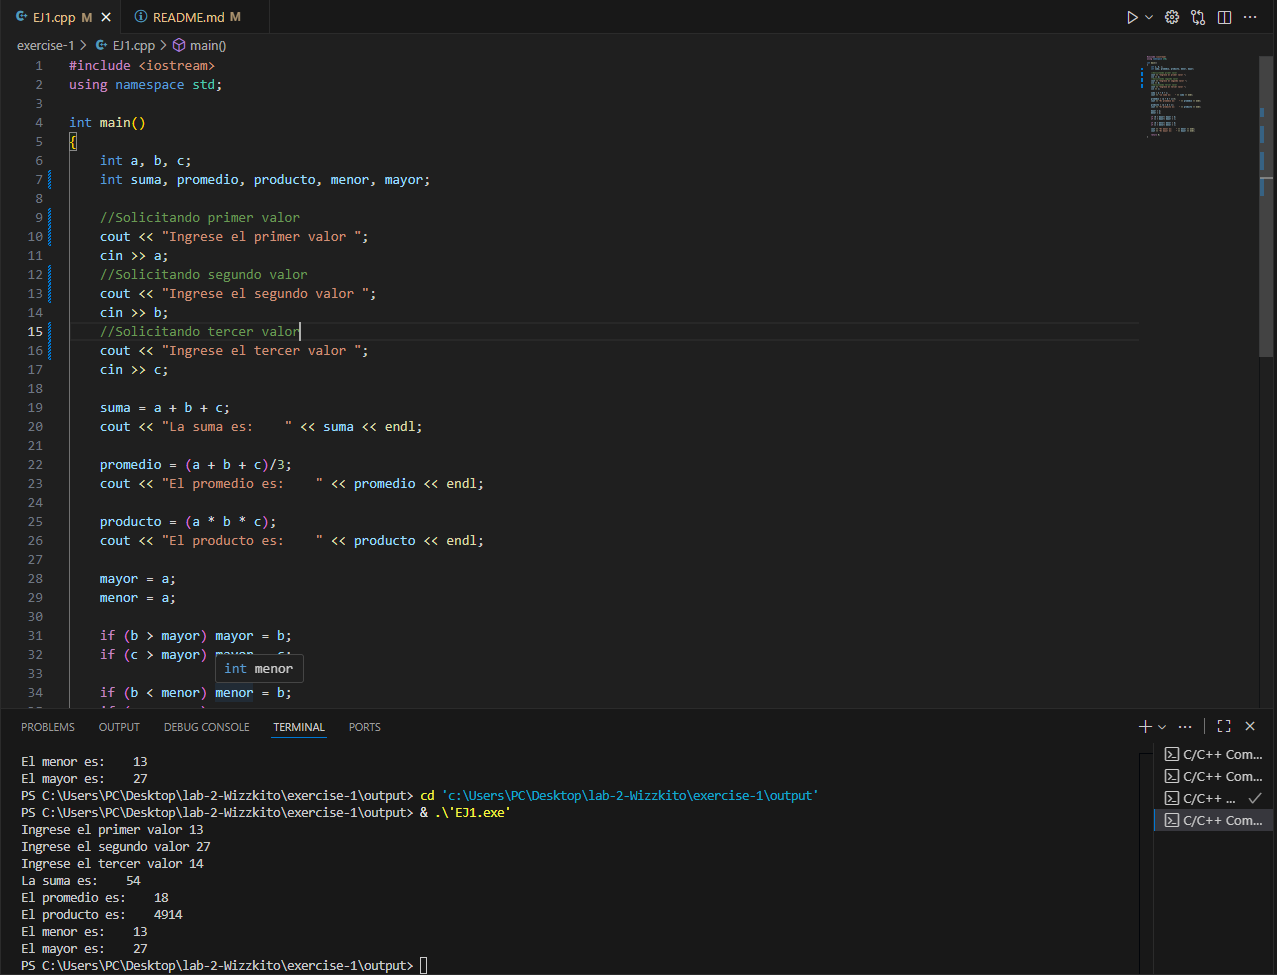 EJ1.cpp M README.md M
exercise-1 > EJ1.cpp > main()
1 #include <iostream>
2 using namespace std;
3
4 int main()
5 {
6 int a, b, c;
7 int suma, promedio, producto, menor, mayor;
8
9 //Solicitando primer valor
10 cout << "Ingrese el primer valor ";
11 cin >> a;
12 //Solicitando segundo valor
13 cout << "Ingrese el segundo valor ";
14 cin >> b;
15 //Solicitando tercer valor
16 cout << "Ingrese el tercer valor ";
17 cin >> c;
18
19 suma = a + b + c;
20 cout << "La suma es:    " << suma << endl;
21
22 promedio = (a + b + c)/3;
23 cout << "El promedio es:    " << promedio << endl;
24
25 producto = (a * b * c);
26 cout << "El producto es:    " << producto << endl;
27
28 mayor = a;
29 menor = a;
30
31 if (b > mayor) mayor = b;
32 if (c > mayor)
33 int menor
34 if (b < menor) menor = b;
PROBLEMS OUTPUT DEBUG CONSOLE TERMINAL PORTS
El menor es:    13
El mayor es:    27
PS C:\Users\PC\Desktop\lab-2-Wizzkito\exercise-1\output> cd 'c:\Users\PC\Desktop\lab-2-Wizzkito\exercise-1\output'
PS C:\Users\PC\Desktop\lab-2-Wizzkito\exercise-1\output> & .\'EJ1.exe'
Ingrese el primer valor 13
Ingrese el segundo valor 27
Ingrese el tercer valor 14
La suma es:    54
El promedio es:    18
El producto es:    4914
El menor es:    13
El mayor es:    27
PS C:\Users\PC\Desktop\lab-2-Wizzkito\exercise-1\output>
C/C++ Com...
C/C++ Com...
C/C++ ...
C/C++ Com...